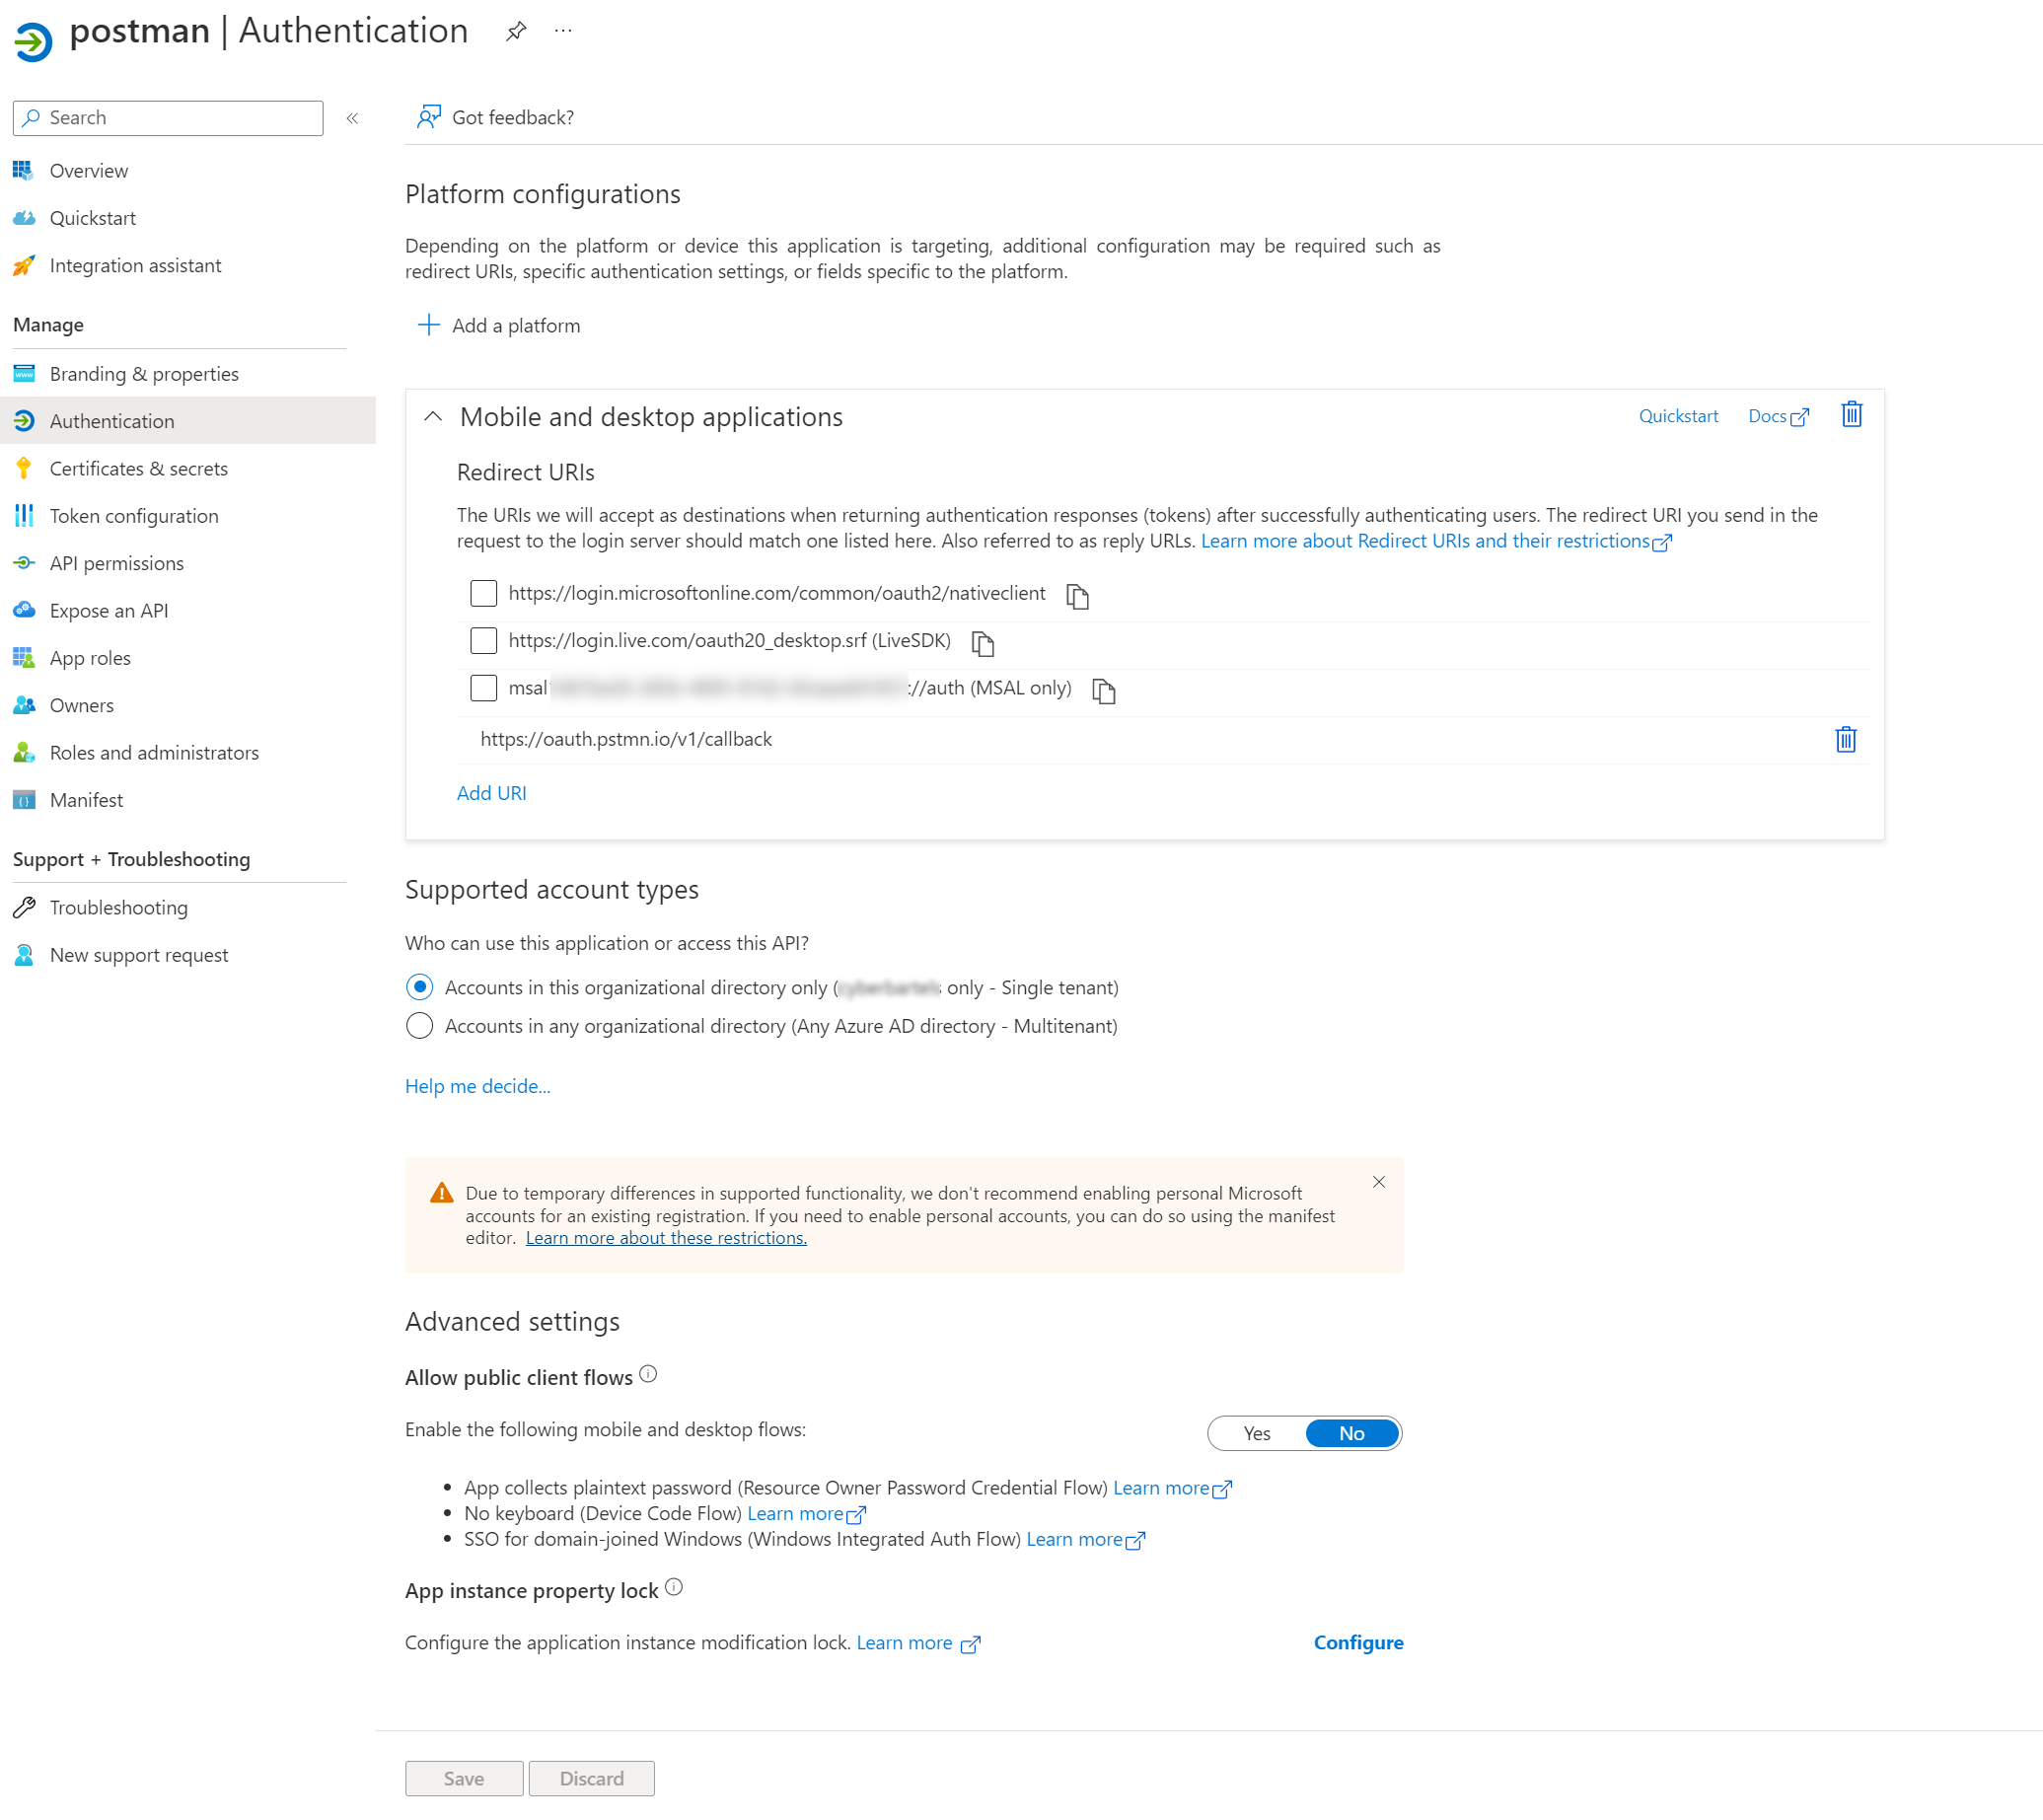 postman | Authentication
Search
Overview
Quickstart
Integration assistant
Manage
Branding & properties
Authentication
Certificates & secrets
Token configuration
API permissions
Expose an API
App roles
Owners
Roles and administrators
Manifest
Support + Troubleshooting
Troubleshooting
New support request
Got feedback?
Platform configurations
Depending on the platform or device this application is targeting, additional configuration may be required such as
redirect URIs, specific authentication settings, or fields specific to the platform.
Add a platform
Mobile and desktop applications
Quickstart Docs
Redirect URIs
The URIs we will accept as destinations when returning authentication responses (tokens) after successfully authenticating users. The redirect URI you send in the
request to the login server should match one listed here. Also referred to as reply URLs. Learn more about Redirect URIs and their restrictions
https://login.microsoftonline.com/common/oauth2/nativeclient
https://login.live.com/oauth20_desktop.srf (LiveSDK)
msal ://auth (MSAL only)
https://oauth.pstmn.io/v1/callback
Add URI
Supported account types
Who can use this application or access this API?
Accounts in this organizational directory only ( only - Single tenant)
Accounts in any organizational directory (Any Azure AD directory - Multitenant)
Help me decide...
Due to temporary differences in supported functionality, we don't recommend enabling personal Microsoft
accounts for an existing registration. If you need to enable personal accounts, you can do so using the manifest
editor. Learn more about these restrictions.
Advanced settings
Allow public client flows
Enable the following mobile and desktop flows:
Yes No
• App collects plaintext password (Resource Owner Password Credential Flow) Learn more
• No keyboard (Device Code Flow) Learn more
• SSO for domain-joined Windows (Windows Integrated Auth Flow) Learn more
App instance property lock
Configure the application instance modification lock. Learn more
Configure
Save Discard